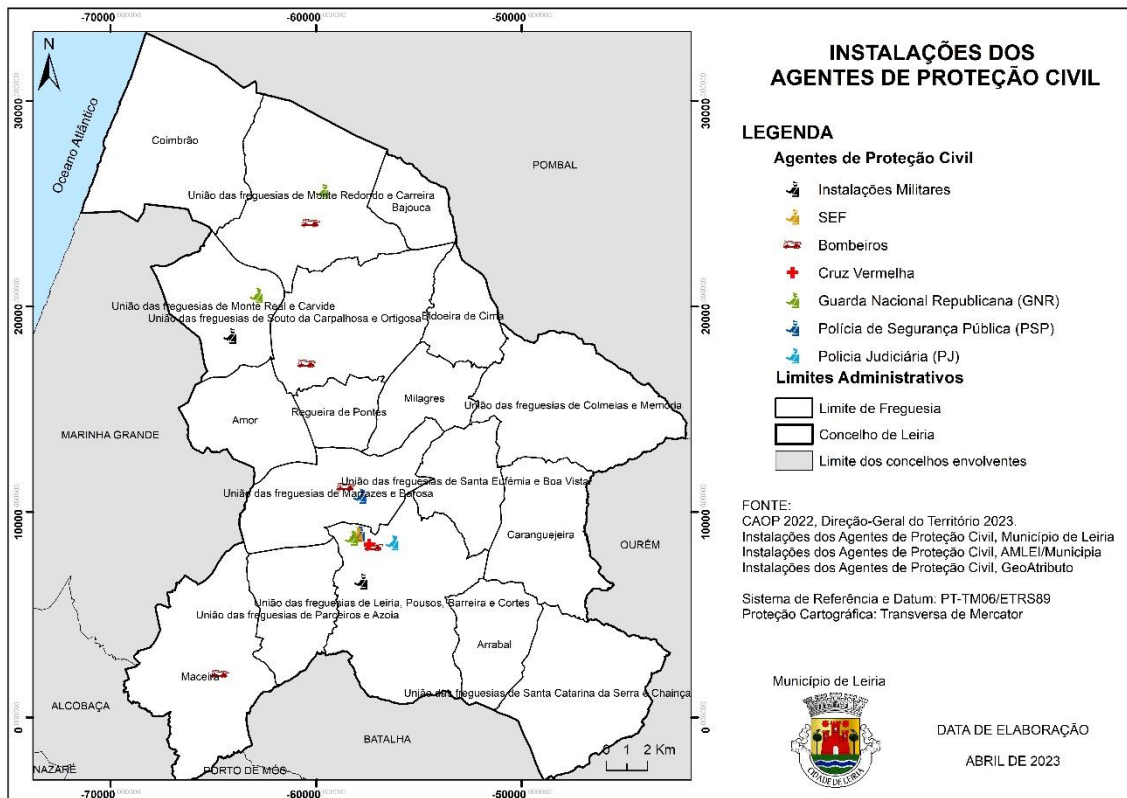 -70000
-60000
-50000
N
30000
30000
Oceano Atlântico
Coimbrão
POMBAL
União das freguesias de Monte Redondo e Carreira
Bajouca
20000
20000
União das freguesias de Monte Real e Carvide
União das freguesias de Souto da Carpalhosa e Ortigosa
Bidoeira de Cima
Milagres
União das freguesias de Colmeias e Memória
Amor
Regueira de Pontes
MARINHA GRANDE
União das freguesias de Santa Eufémia e Boa Vista
União das freguesias de Marrazes e Barosa
10000
10000
Caranguejeira
OURÉM
União das freguesias de Leiria, Pousos, Barreira e Cortes
União das freguesias de Parceiros e Azoia
Arrabal
Maceira
União das freguesias de Santa Catarina da Serra e Chainça
ALCOBAÇA
0
0
BATALHA
0 1 2 Km
NAZARÉ
PORTO DE MÓS
-70000
-60000
-50000
INSTALAÇÕES DOS
AGENTES DE PROTEÇÃO CIVIL
LEGENDA
Agentes de Proteção Civil
Instalações Militares
SEF
Bombeiros
Cruz Vermelha
Guarda Nacional Republicana (GNR)
Polícia de Segurança Pública (PSP)
Policia Judiciária (PJ)
Limites Administrativos
Limite de Freguesia
Concelho de Leiria
Limite dos concelhos envolventes
FONTE:
CAOP 2022, Direção-Geral do Território 2023.
Instalações dos Agentes de Proteção Civil, Município de Leiria
Instalações dos Agentes de Proteção Civil, AMLEI/Municipia
Instalações dos Agentes de Proteção Civil, GeoAtributo
Sistema de Referência e Datum: PT-TM06/ETRS89
Proteção Cartográfica: Transversa de Mercator
Município de Leiria
CIDADE DE LEIRIA
DATA DE ELABORAÇÃO
ABRIL DE 2023